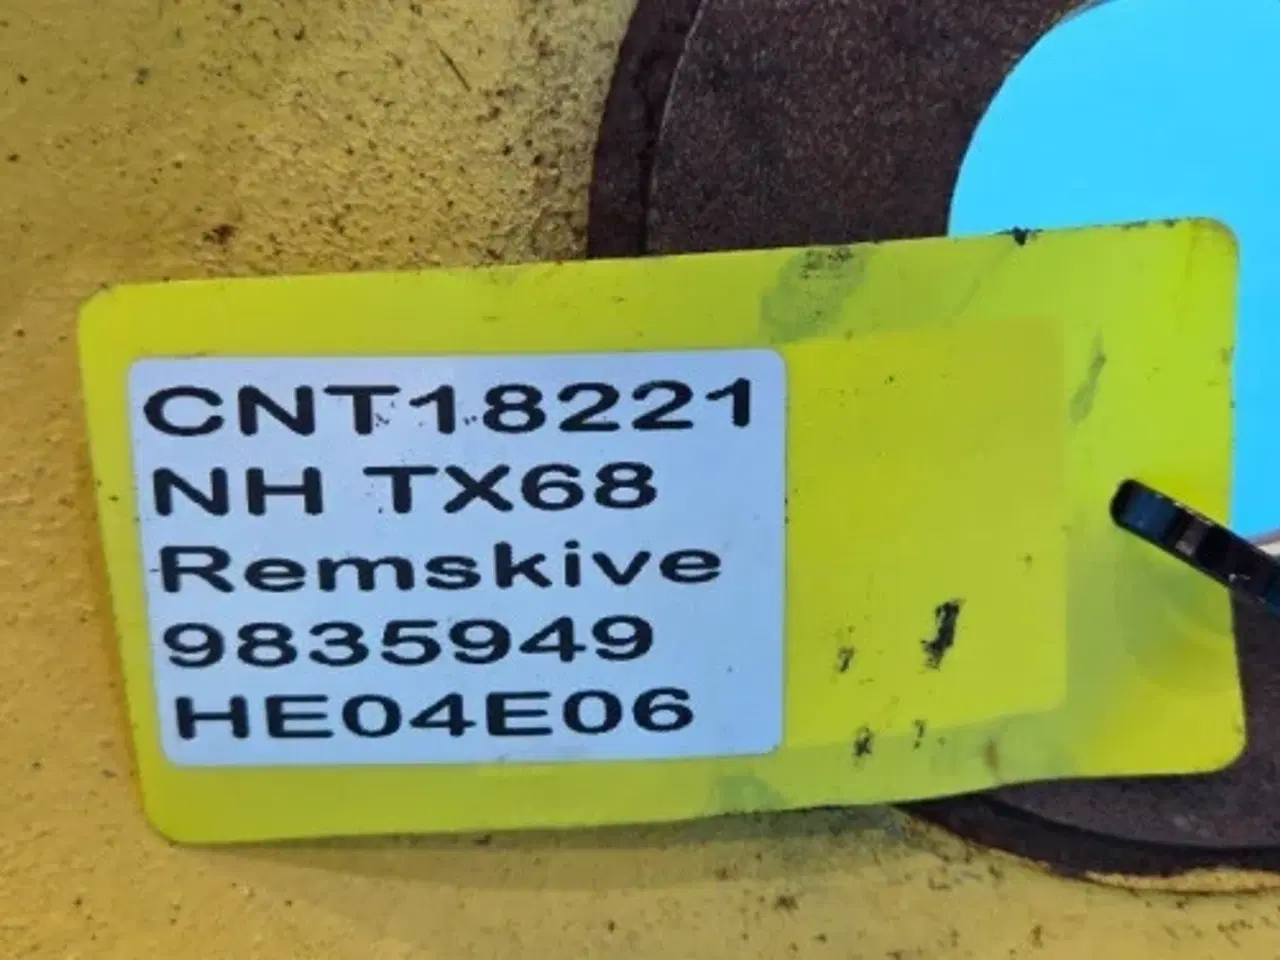 CNT18221
NH TX68
Remskive
9835949
HE04E06